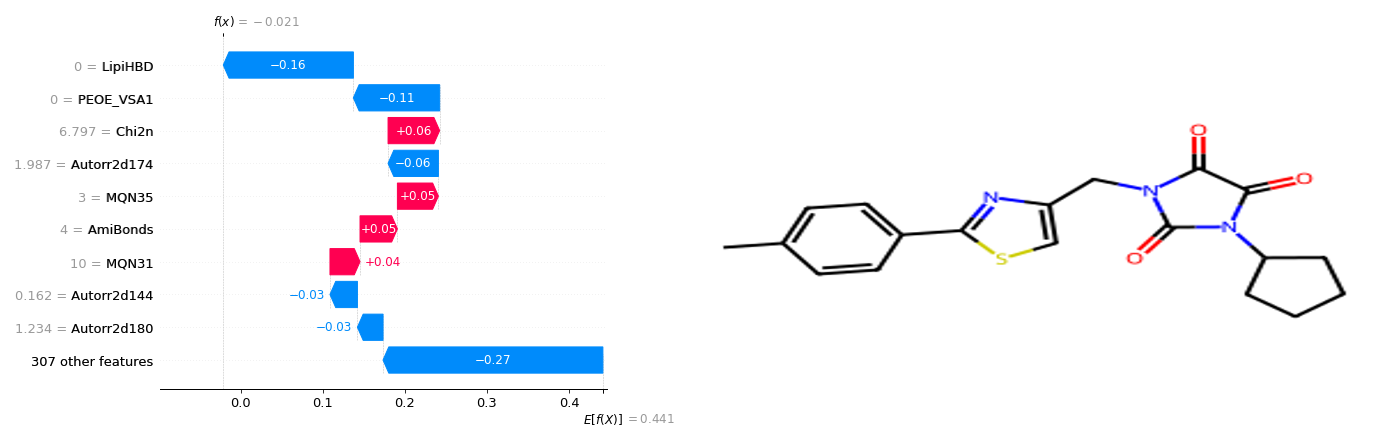 f(x) = −0.021
0 = LipiHBD
−0.16
0 = PEOE_VSA1
−0.11
6.797 = Chi2n
+0.06
1.987 = Autorr2d174
−0.06
3 = MQN35
+0.05
4 = AmiBonds
+0.05
10 = MQN31
+0.04
0.162 = Autorr2d144
−0.03
1.234 = Autorr2d180
−0.03
307 other features
−0.27
0.0 0.1 0.2 0.3 0.4
E[f(X)] = 0.441
O
O
N
N
N
S
O